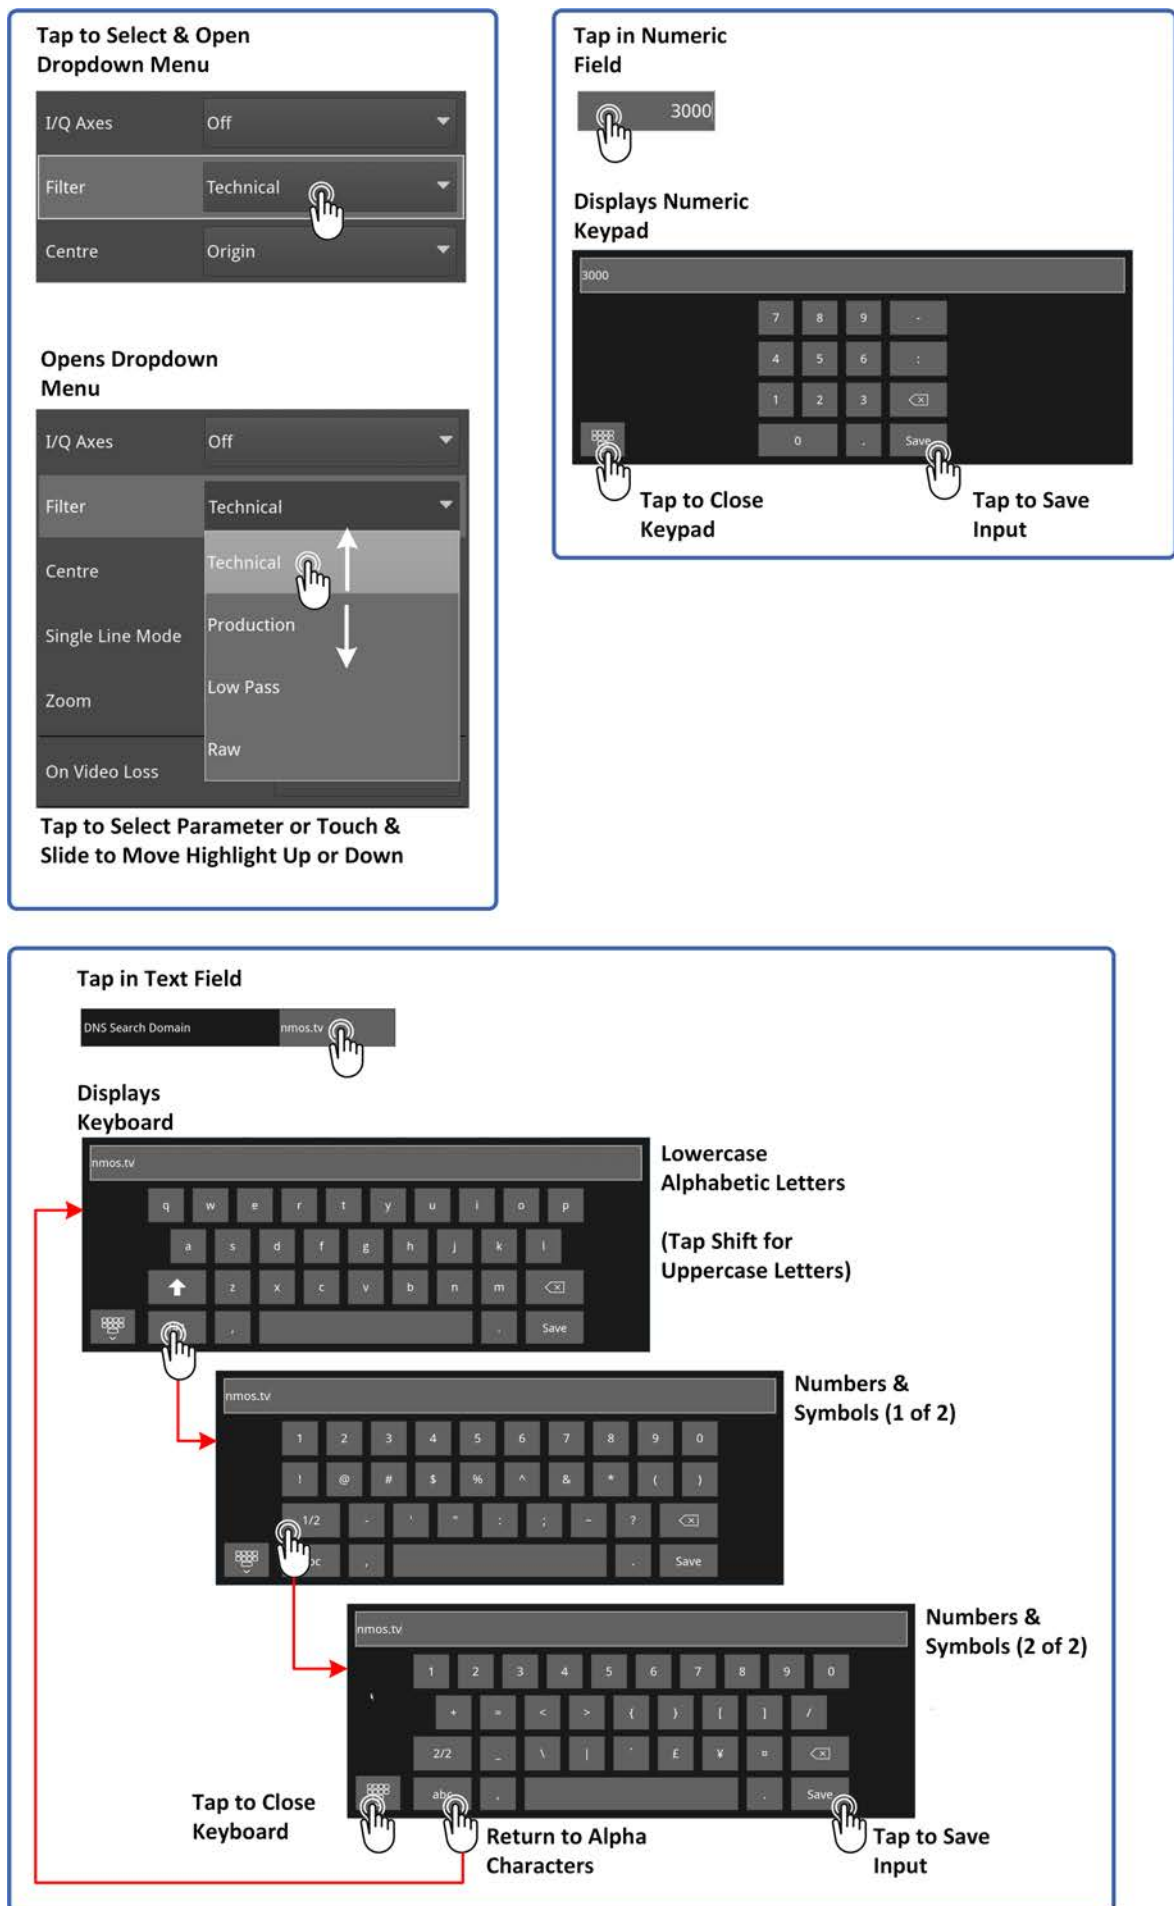 Tap to Select & Open
Dropdown Menu
I/Q Axes Off
Filter Technical
Centre Origin
Opens Dropdown
Menu
I/Q Axes Off
Filter Technical
Centre Technical
Single Line Mode Production
Low Pass
Zoom
Raw
On Video Loss
Tap to Select Parameter or Touch &
Slide to Move Highlight Up or Down
Tap in Numeric
Field
3000
Displays Numeric
Keypad
3000
7 8 9 -
4 5 6 :
1 2 3
0 . Save
Tap to Close
Keypad
Tap to Save
Input
Tap in Text Field
DNS Search Domain nmos.tv
Displays
Keyboard
nmos.tv
q w e r t y u i o p
a s d f g h j k l
z x c v b n m
, . Save
Lowercase
Alphabetic Letters
(Tap Shift for
Uppercase Letters)
nmos.tv
1 2 3 4 5 6 7 8 9 0
! @ # $ % ^ & * ( )
1/2 - ' " : ; ~ ?
, . Save
Numbers &
Symbols (1 of 2)
nmos.tv
1 2 3 4 5 6 7 8 9 0
+ = < > { } [ ] /
2/2 _ \ | ` £ ¥ ¤
abc , . Save
Numbers &
Symbols (2 of 2)
Tap to Close
Keyboard
Return to Alpha
Characters
Tap to Save
Input